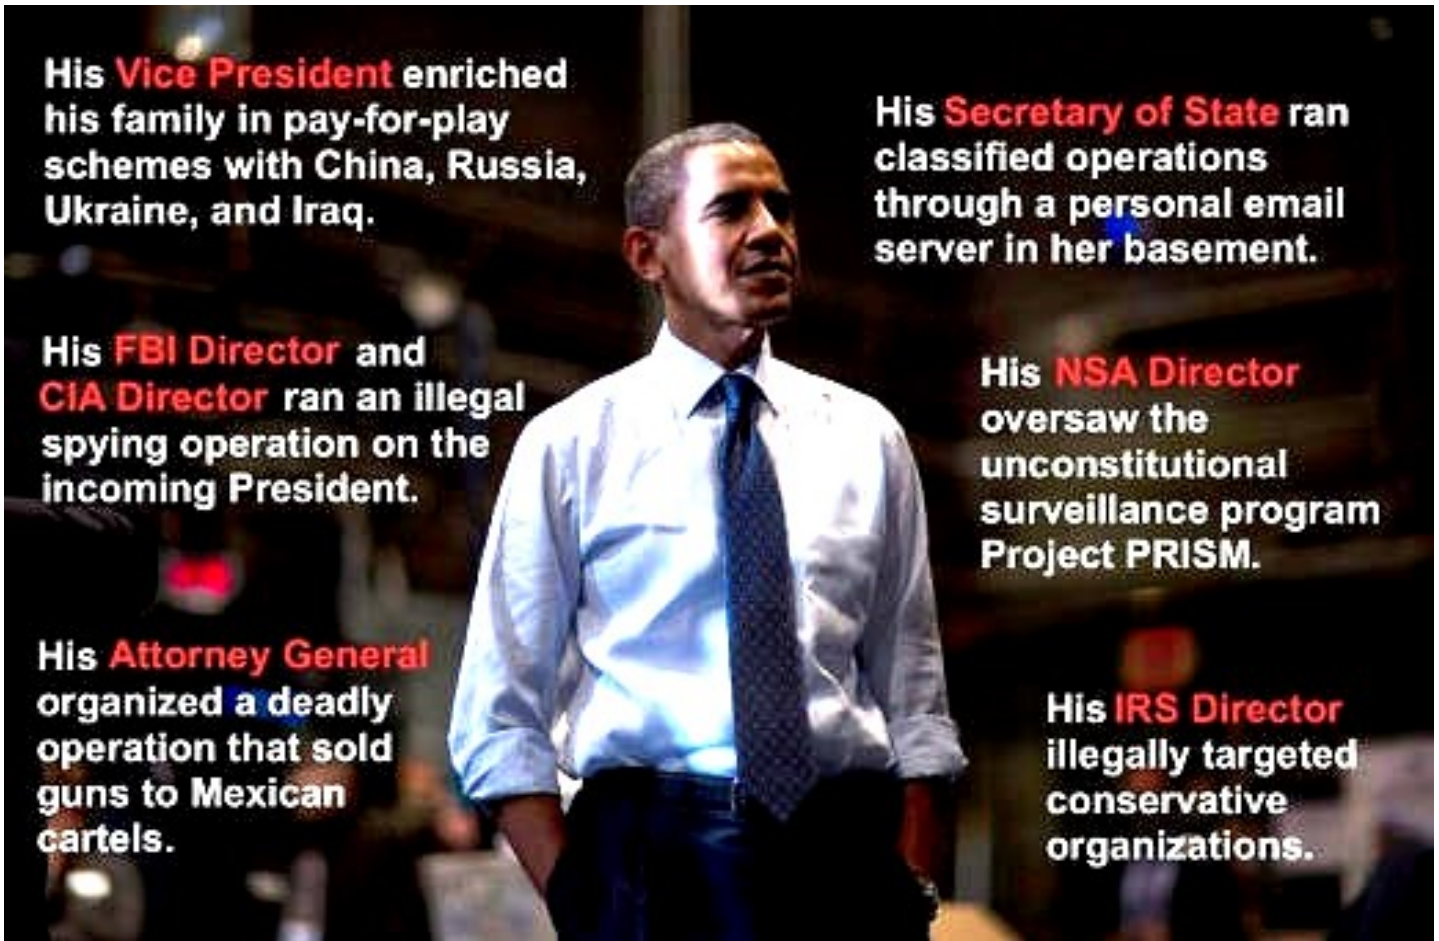 His Vice President enriched
his family in pay-for-play
schemes with China, Russia,
Ukraine, and Iraq.
His Secretary of State ran
classified operations
through a personal email
server in her basement.
His FBI Director and
CIA Director ran an illegal
spying operation on the
incoming President.
His NSA Director
oversaw the
unconstitutional
surveillance program
Project PRISM.
His Attorney General
organized a deadly
operation that sold
guns to Mexican
cartels.
His IRS Director
illegally targeted
conservative
organizations.